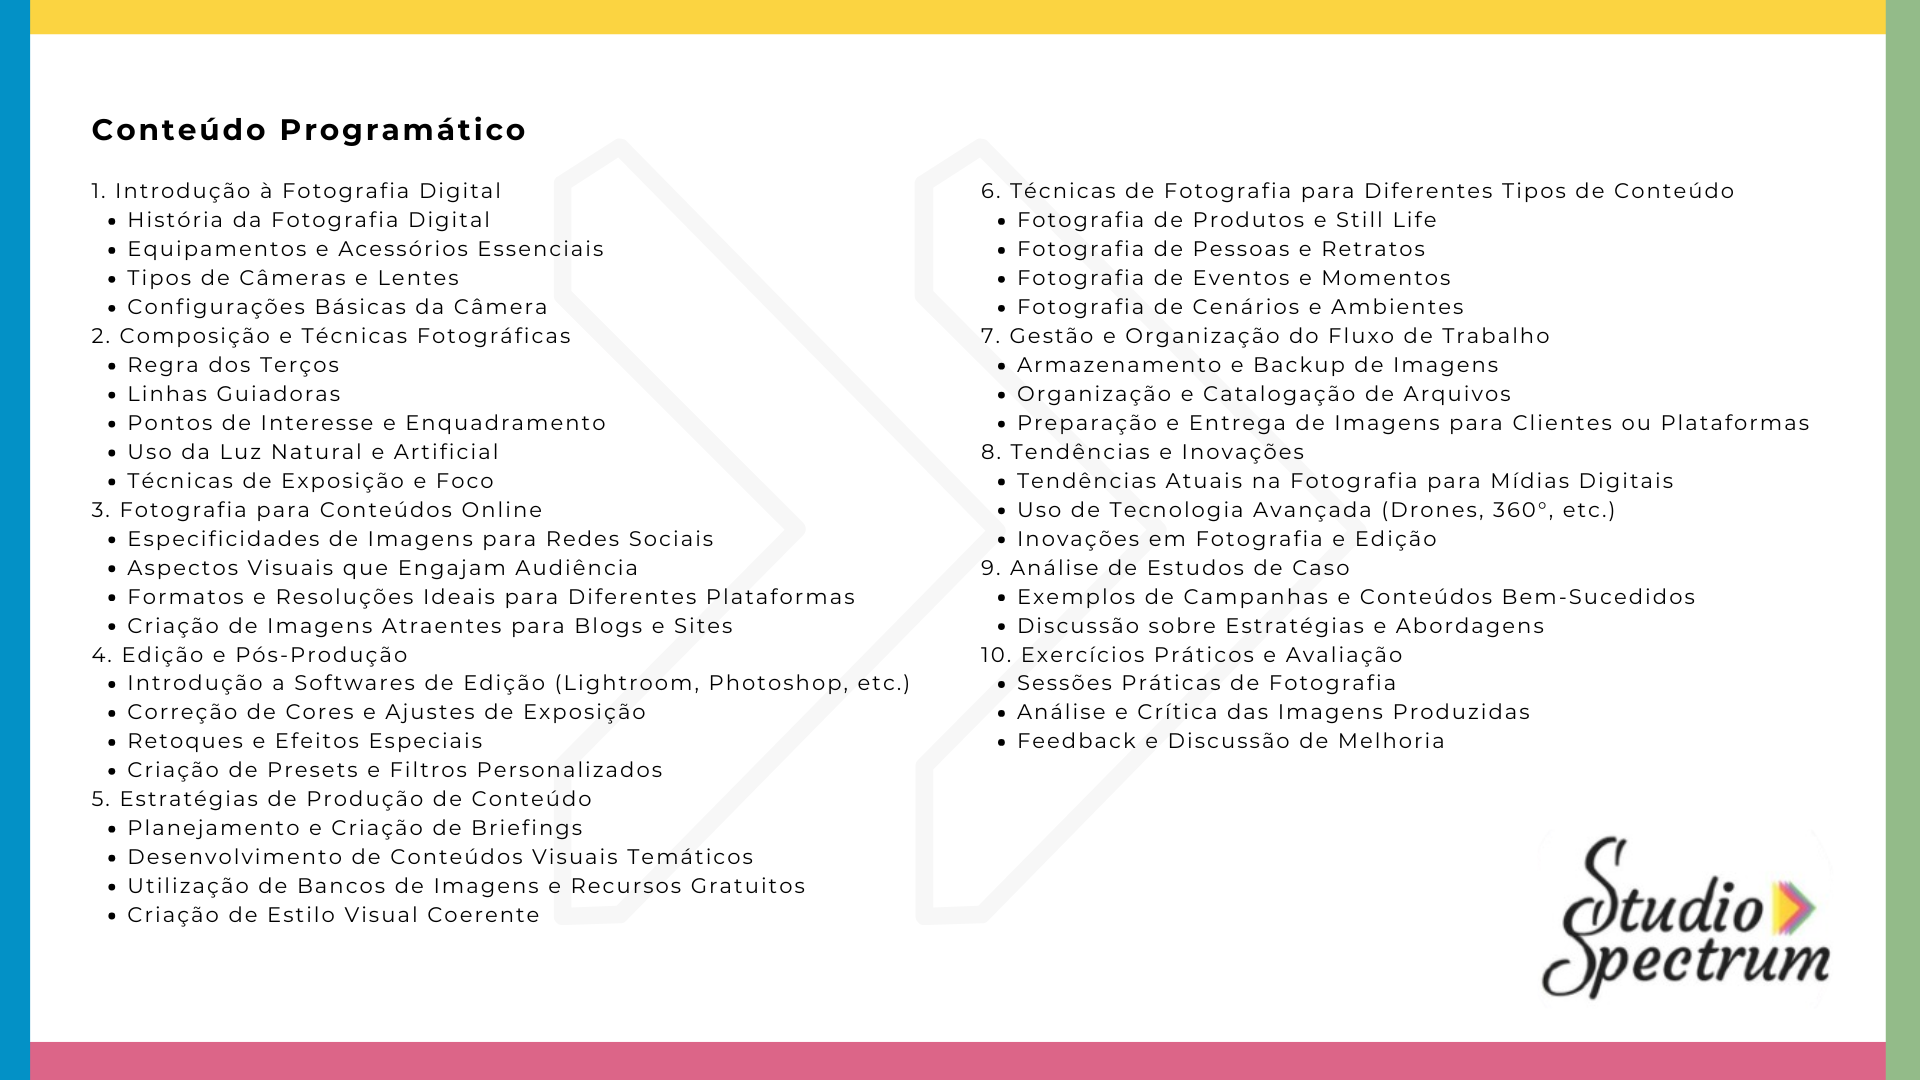 Conteúdo Programático
1. Introdução à Fotografia Digital
• História da Fotografia Digital
• Equipamentos e Acessórios Essenciais
• Tipos de Câmeras e Lentes
• Configurações Básicas da Câmera
2. Composição e Técnicas Fotográficas
• Regra dos Terços
• Linhas Guiadoras
• Pontos de Interesse e Enquadramento
• Uso da Luz Natural e Artificial
• Técnicas de Exposição e Foco
3. Fotografia para Conteúdos Online
• Especificidades de Imagens para Redes Sociais
• Aspectos Visuais que Engajam Audiência
• Formatos e Resoluções Ideais para Diferentes Plataformas
• Criação de Imagens Atraentes para Blogs e Sites
4. Edição e Pós-Produção
• Introdução a Softwares de Edição (Lightroom, Photoshop, etc.)
• Correção de Cores e Ajustes de Exposição
• Retoques e Efeitos Especiais
• Criação de Presets e Filtros Personalizados
5. Estratégias de Produção de Conteúdo
• Planejamento e Criação de Briefings
• Desenvolvimento de Conteúdos Visuais Temáticos
• Utilização de Bancos de Imagens e Recursos Gratuitos
• Criação de Estilo Visual Coerente
6. Técnicas de Fotografia para Diferentes Tipos de Conteúdo
• Fotografia de Produtos e Still Life
• Fotografia de Pessoas e Retratos
• Fotografia de Eventos e Momentos
• Fotografia de Cenários e Ambientes
7. Gestão e Organização do Fluxo de Trabalho
• Armazenamento e Backup de Imagens
• Organização e Catalogação de Arquivos
• Preparação e Entrega de Imagens para Clientes ou Plataformas
8. Tendências e Inovações
• Tendências Atuais na Fotografia para Mídias Digitais
• Uso de Tecnologia Avançada (Drones, 360°, etc.)
• Inovações em Fotografia e Edição
9. Análise de Estudos de Caso
• Exemplos de Campanhas e Conteúdos Bem-Sucedidos
• Discussão sobre Estratégias e Abordagens
10. Exercícios Práticos e Avaliação
• Sessões Práticas de Fotografia
• Análise e Crítica das Imagens Produzidas
• Feedback e Discussão de Melhoria
Studio
Spectrum